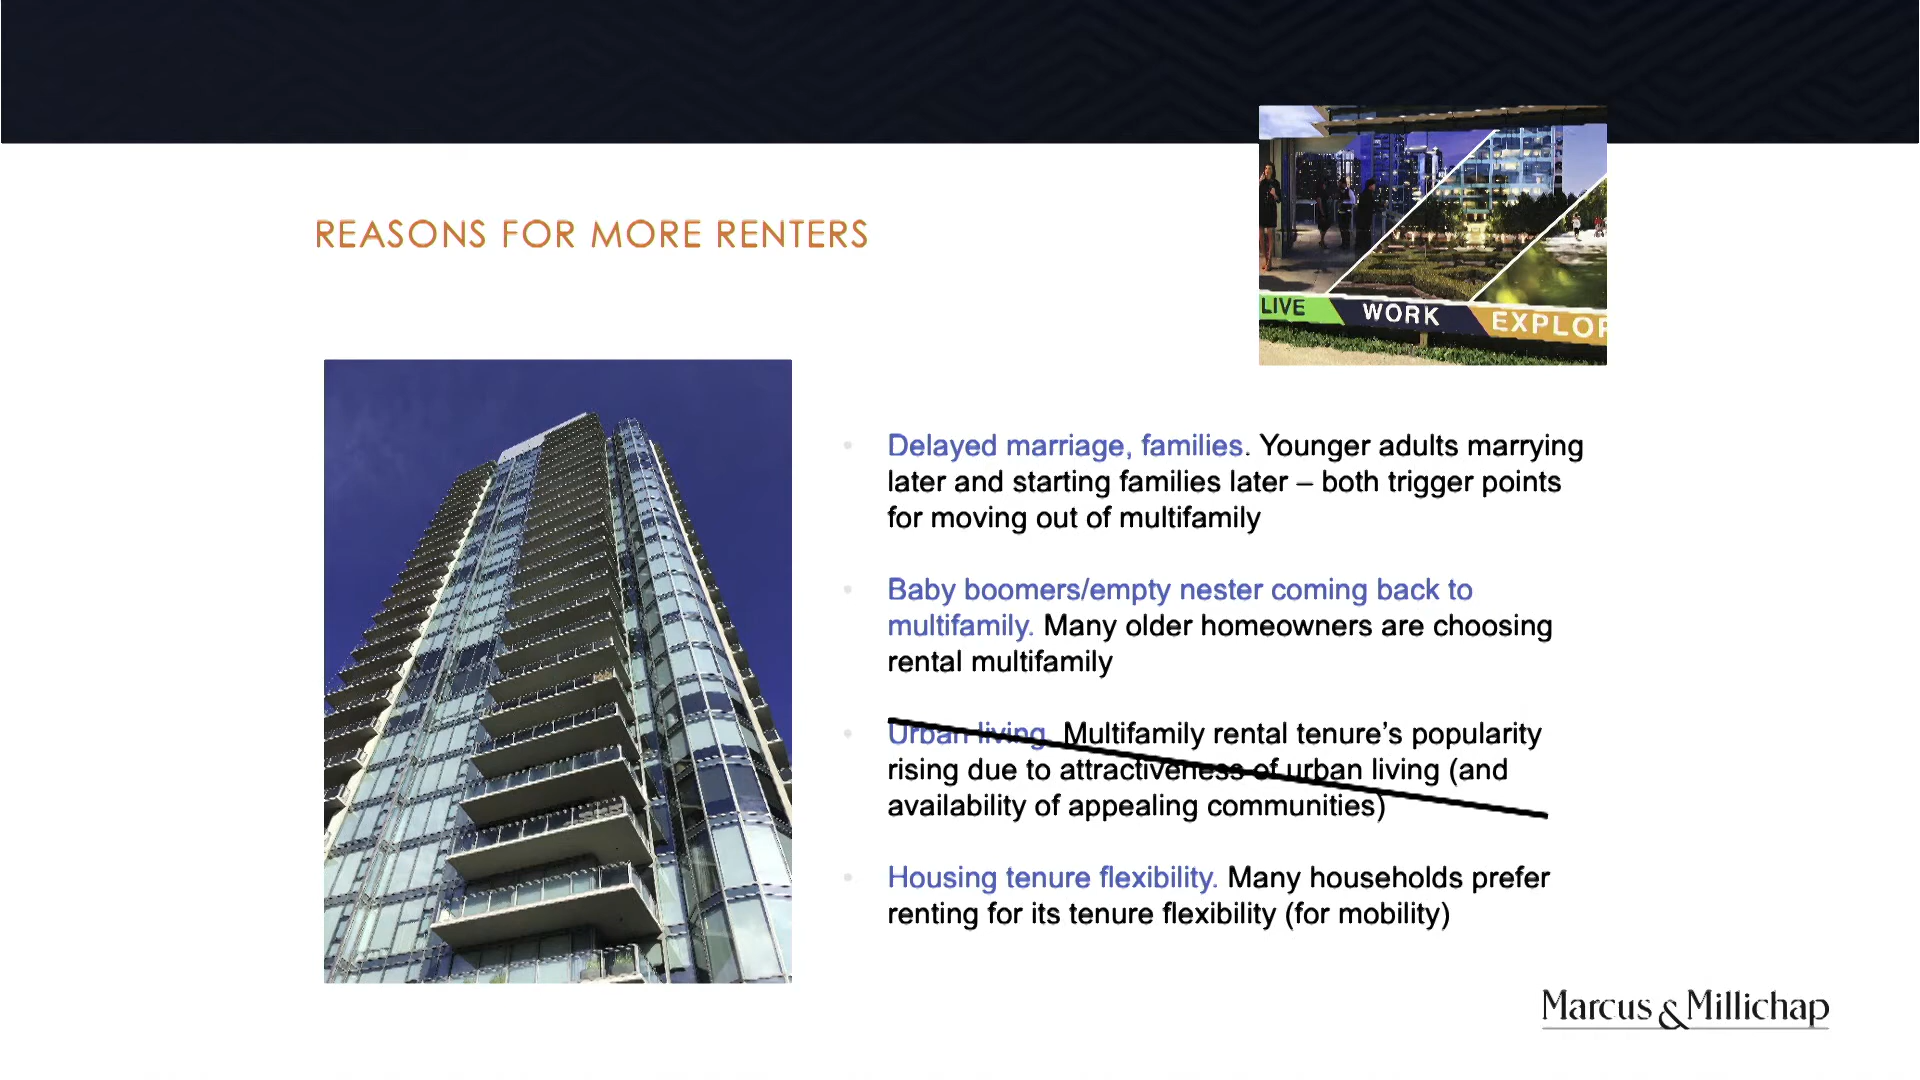 REASONS FOR MORE RENTERS
LIVE
WORK
EXPLOR
Delayed marriage, families. Younger adults marrying
later and starting families later – both trigger points
for moving out of multifamily
Baby boomers/empty nester coming back to
multifamily. Many older homeowners are choosing
rental multifamily
Urban living. Multifamily rental tenure’s popularity
rising due to attractiveness of urban living (and
availability of appealing communities)
Housing tenure flexibility. Many households prefer
renting for its tenure flexibility (for mobility)
Marcus & Millichap